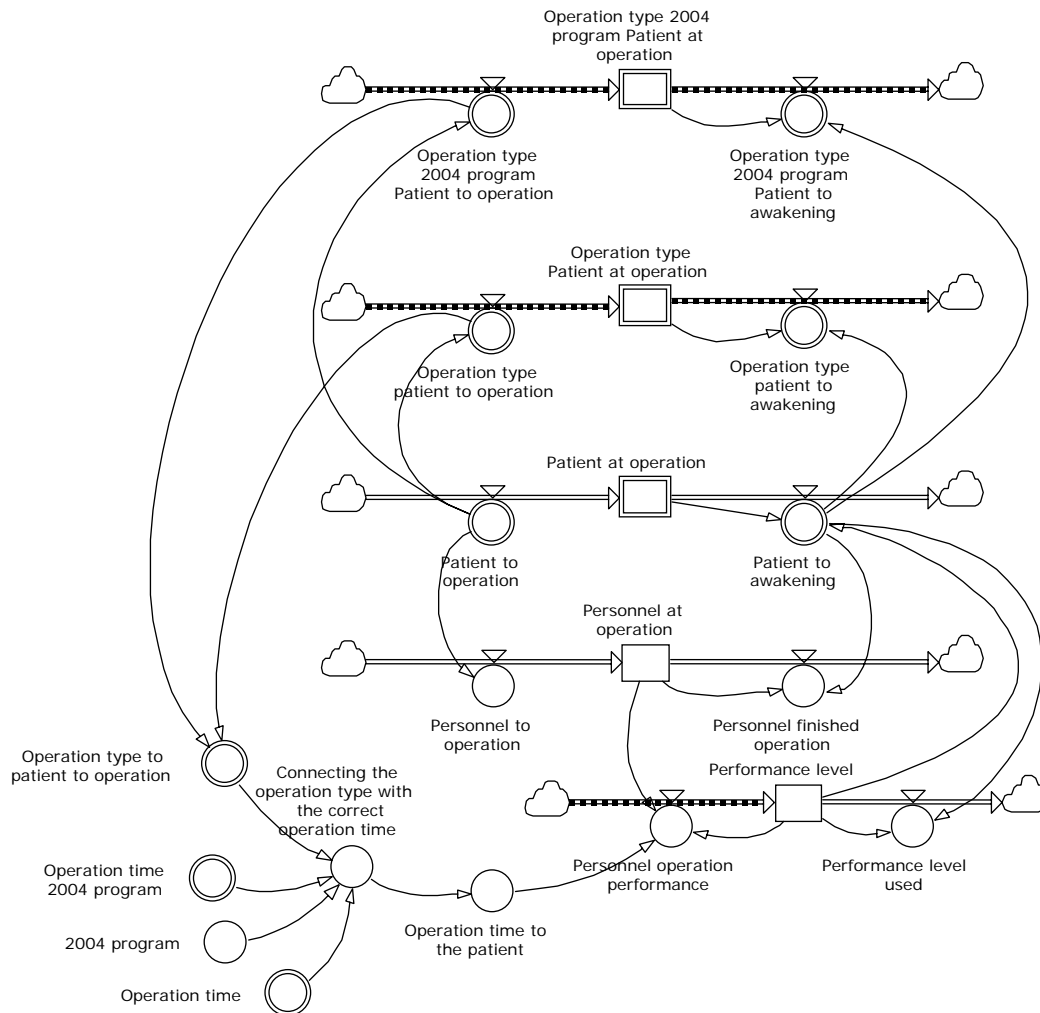 Operation type 2004
program Patient at
operation
Operation type
2004 program
Patient to operation
Operation type
2004 program
Patient to
awakening
Operation type
Patient at operation
Operation type
patient to operation
Operation type
patient to
awakening
Patient at operation
Patient to
operation
Patient to
awakening
Personnel at
operation
Personnel to
operation
Personnel finished
operation
Operation type to
patient to operation
Connecting the
operation type with
the correct
operation time
Performance level
Personnel operation
performance
Performance level
used
Operation time
2004 program
Operation time to
the patient
2004 program
Operation time